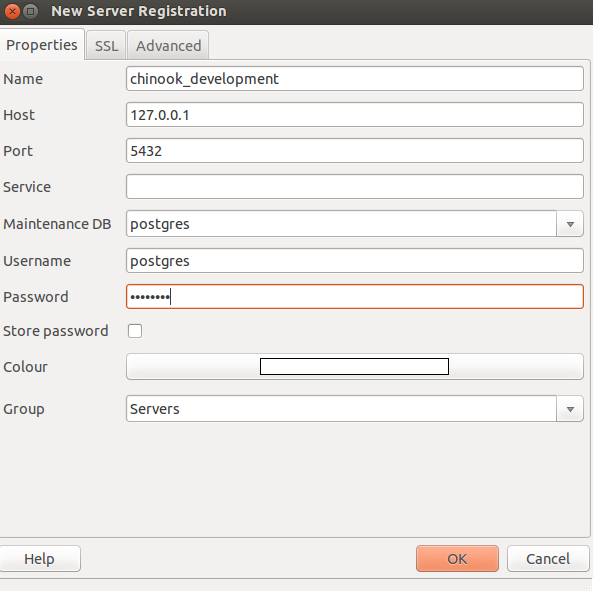 New Server Registration
Properties SSL Advanced
Name chinook_development
Host 127.0.0.1
Port 5432
Service
Maintenance DB postgres
Username postgres
Password ••••••••
Store password
Colour
Group Servers
Help OK Cancel